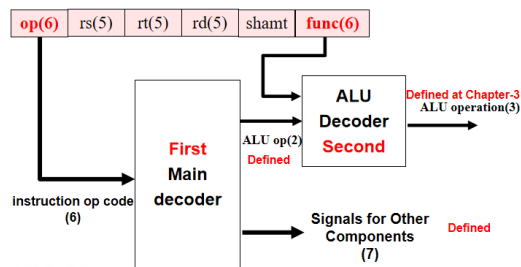 op(6) rs(5) rt(5) rd(5) shamt func(6)
First
Main
decoder
ALU
Decoder
Second
Defined at Chapter-3
ALU operation(3)
ALU op(2)
Defined
instruction op code
(6)
Signals for Other
Components
(7)
Defined